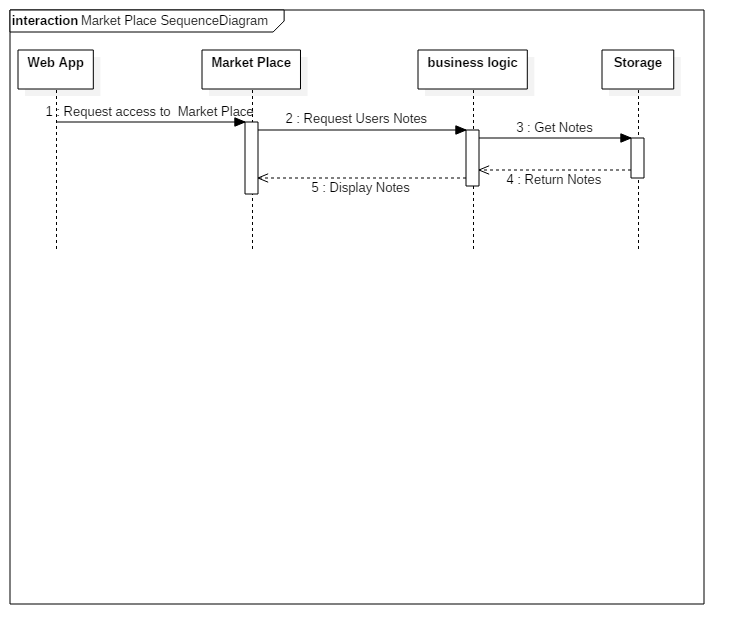 interaction Market Place SequenceDiagram
Web App
Market Place
business logic
Storage
1 : Request access to  Market Place
2 : Request Users Notes
3 : Get Notes
4 : Return Notes
5 : Display Notes